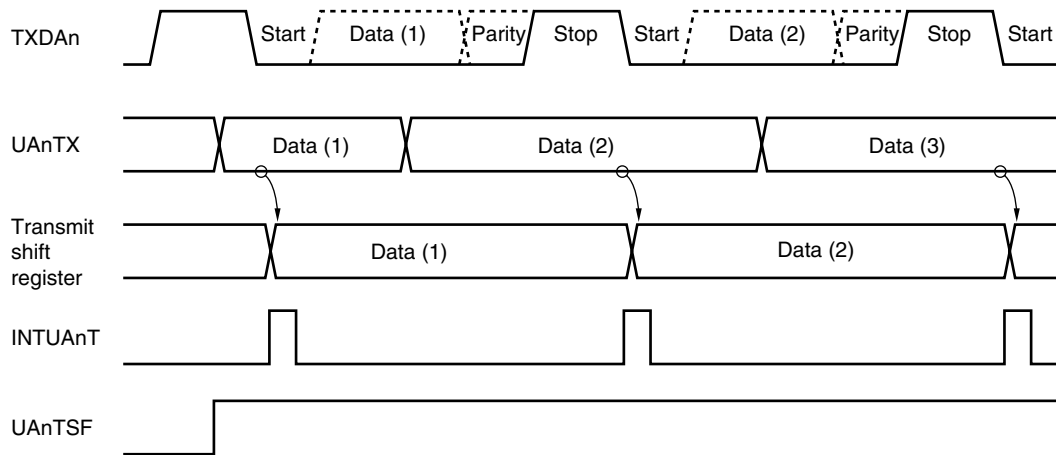 TXDAn Start Data (1) Parity Stop Start Data (2) Parity Stop Start
UAnTX Data (1) Data (2) Data (3)
Transmit
shift
register
Data (1) Data (2)
INTUAnT
UAnTSF